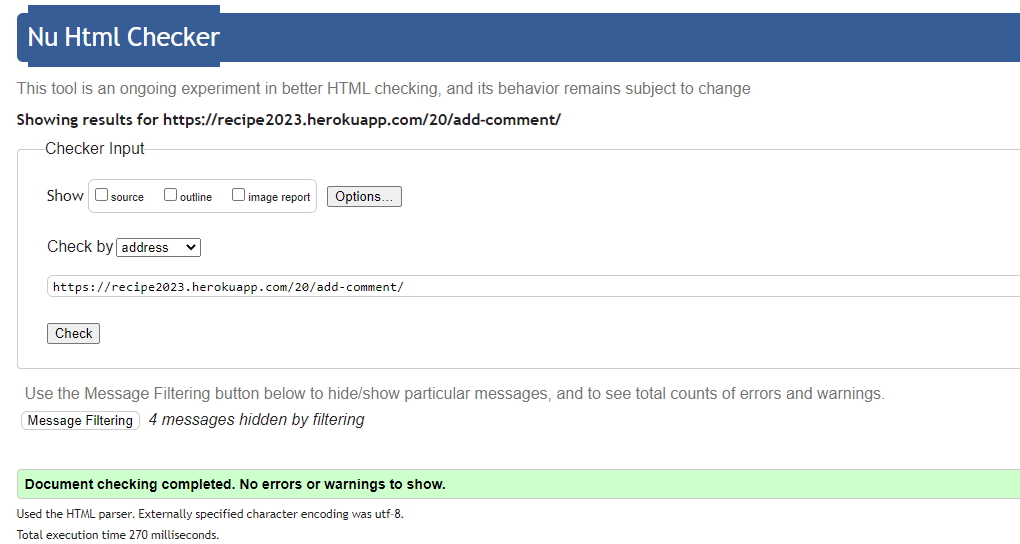 Nu Html Checker
This tool is an ongoing experiment in better HTML checking, and its behavior remains subject to change
Showing results for https://recipe2023.herokuapp.com/20/add-comment/
Checker Input
Show source outline image report Options...
Check by address
https://recipe2023.herokuapp.com/20/add-comment/
Check
Use the Message Filtering button below to hide/show particular messages, and to see total counts of errors and warnings.
Message Filtering 4 messages hidden by filtering
Document checking completed. No errors or warnings to show.
Used the HTML parser. Externally specified character encoding was utf-8.
Total execution time 270 milliseconds.